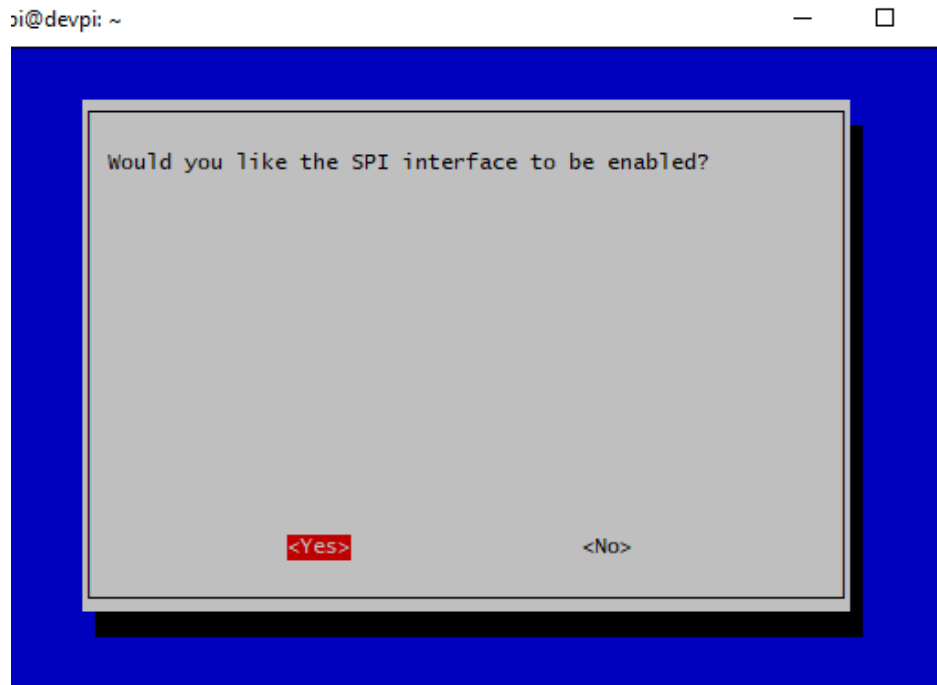 pi@devpi: ~
Would you like the SPI interface to be enabled?
<Yes> <No>